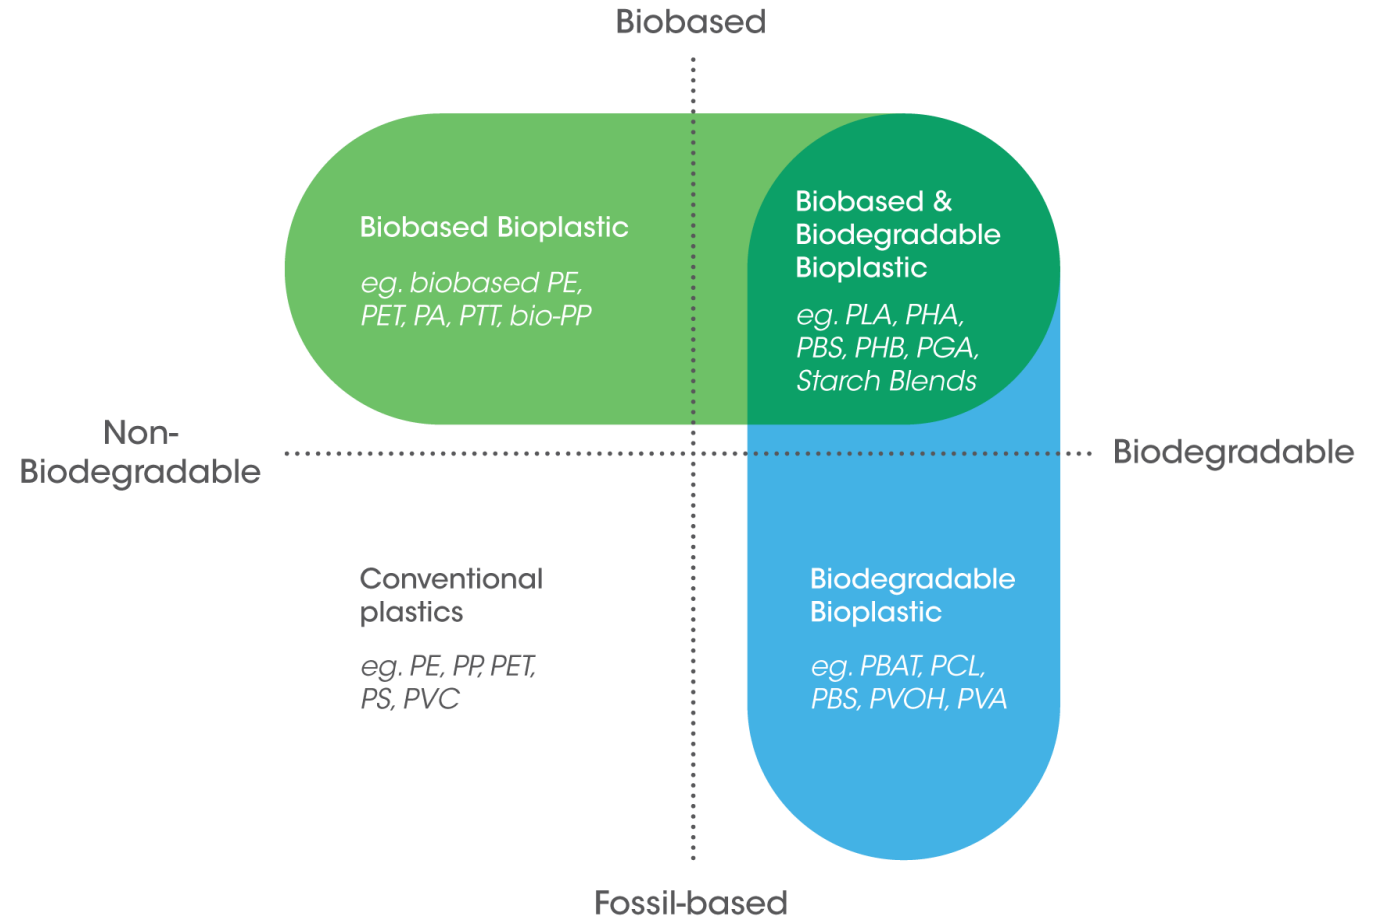 Biobased
Biobased Bioplastic
eg. biobased PE,
PET, PA, PTT, bio-PP
Biobased &
Biodegradable
Bioplastic
eg. PLA, PHA,
PBS, PHB, PGA,
Starch Blends
Non-
Biodegradable
Biodegradable
Conventional
plastics
eg. PE, PP, PET,
PS, PVC
Biodegradable
Bioplastic
eg. PBAT, PCL,
PBS, PVOH, PVA
Fossil-based